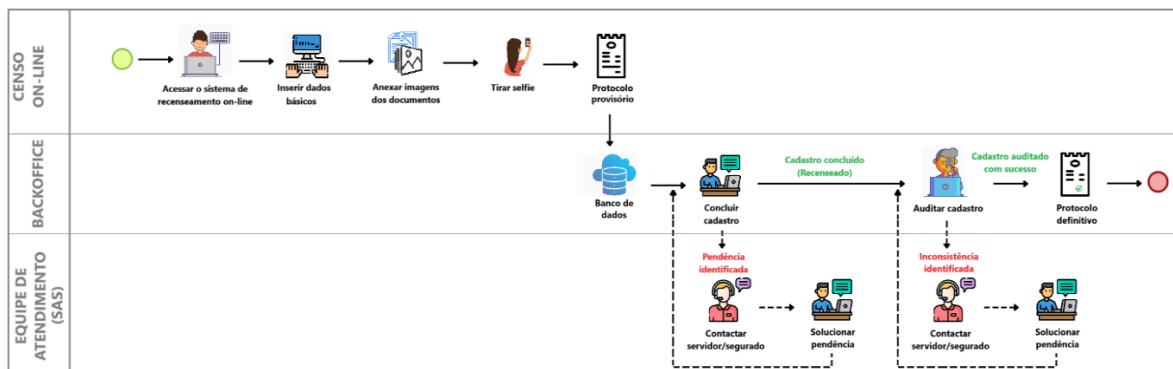 CENSO
ON-LINE
Acessar o sistema de
recenseamento on-line
Inserir dados
básicos
Anexar imagens
dos documentos
Tirar selfie
Protocolo
provisório
BACKOFFICE
Banco de
dados
Concluir
cadastro
Cadastro concluído
(Recenseado)
Auditar cadastro
Cadastro auditado
com sucesso
Protocolo
definitivo
EQUIPE DE
ATENDIMENTO
(SAS)
Pendência
identificada
Contactar
servidor/segurado
Solucionar
pendência
Inconsistência
identificada
Contactar
servidor/segurado
Solucionar
pendência